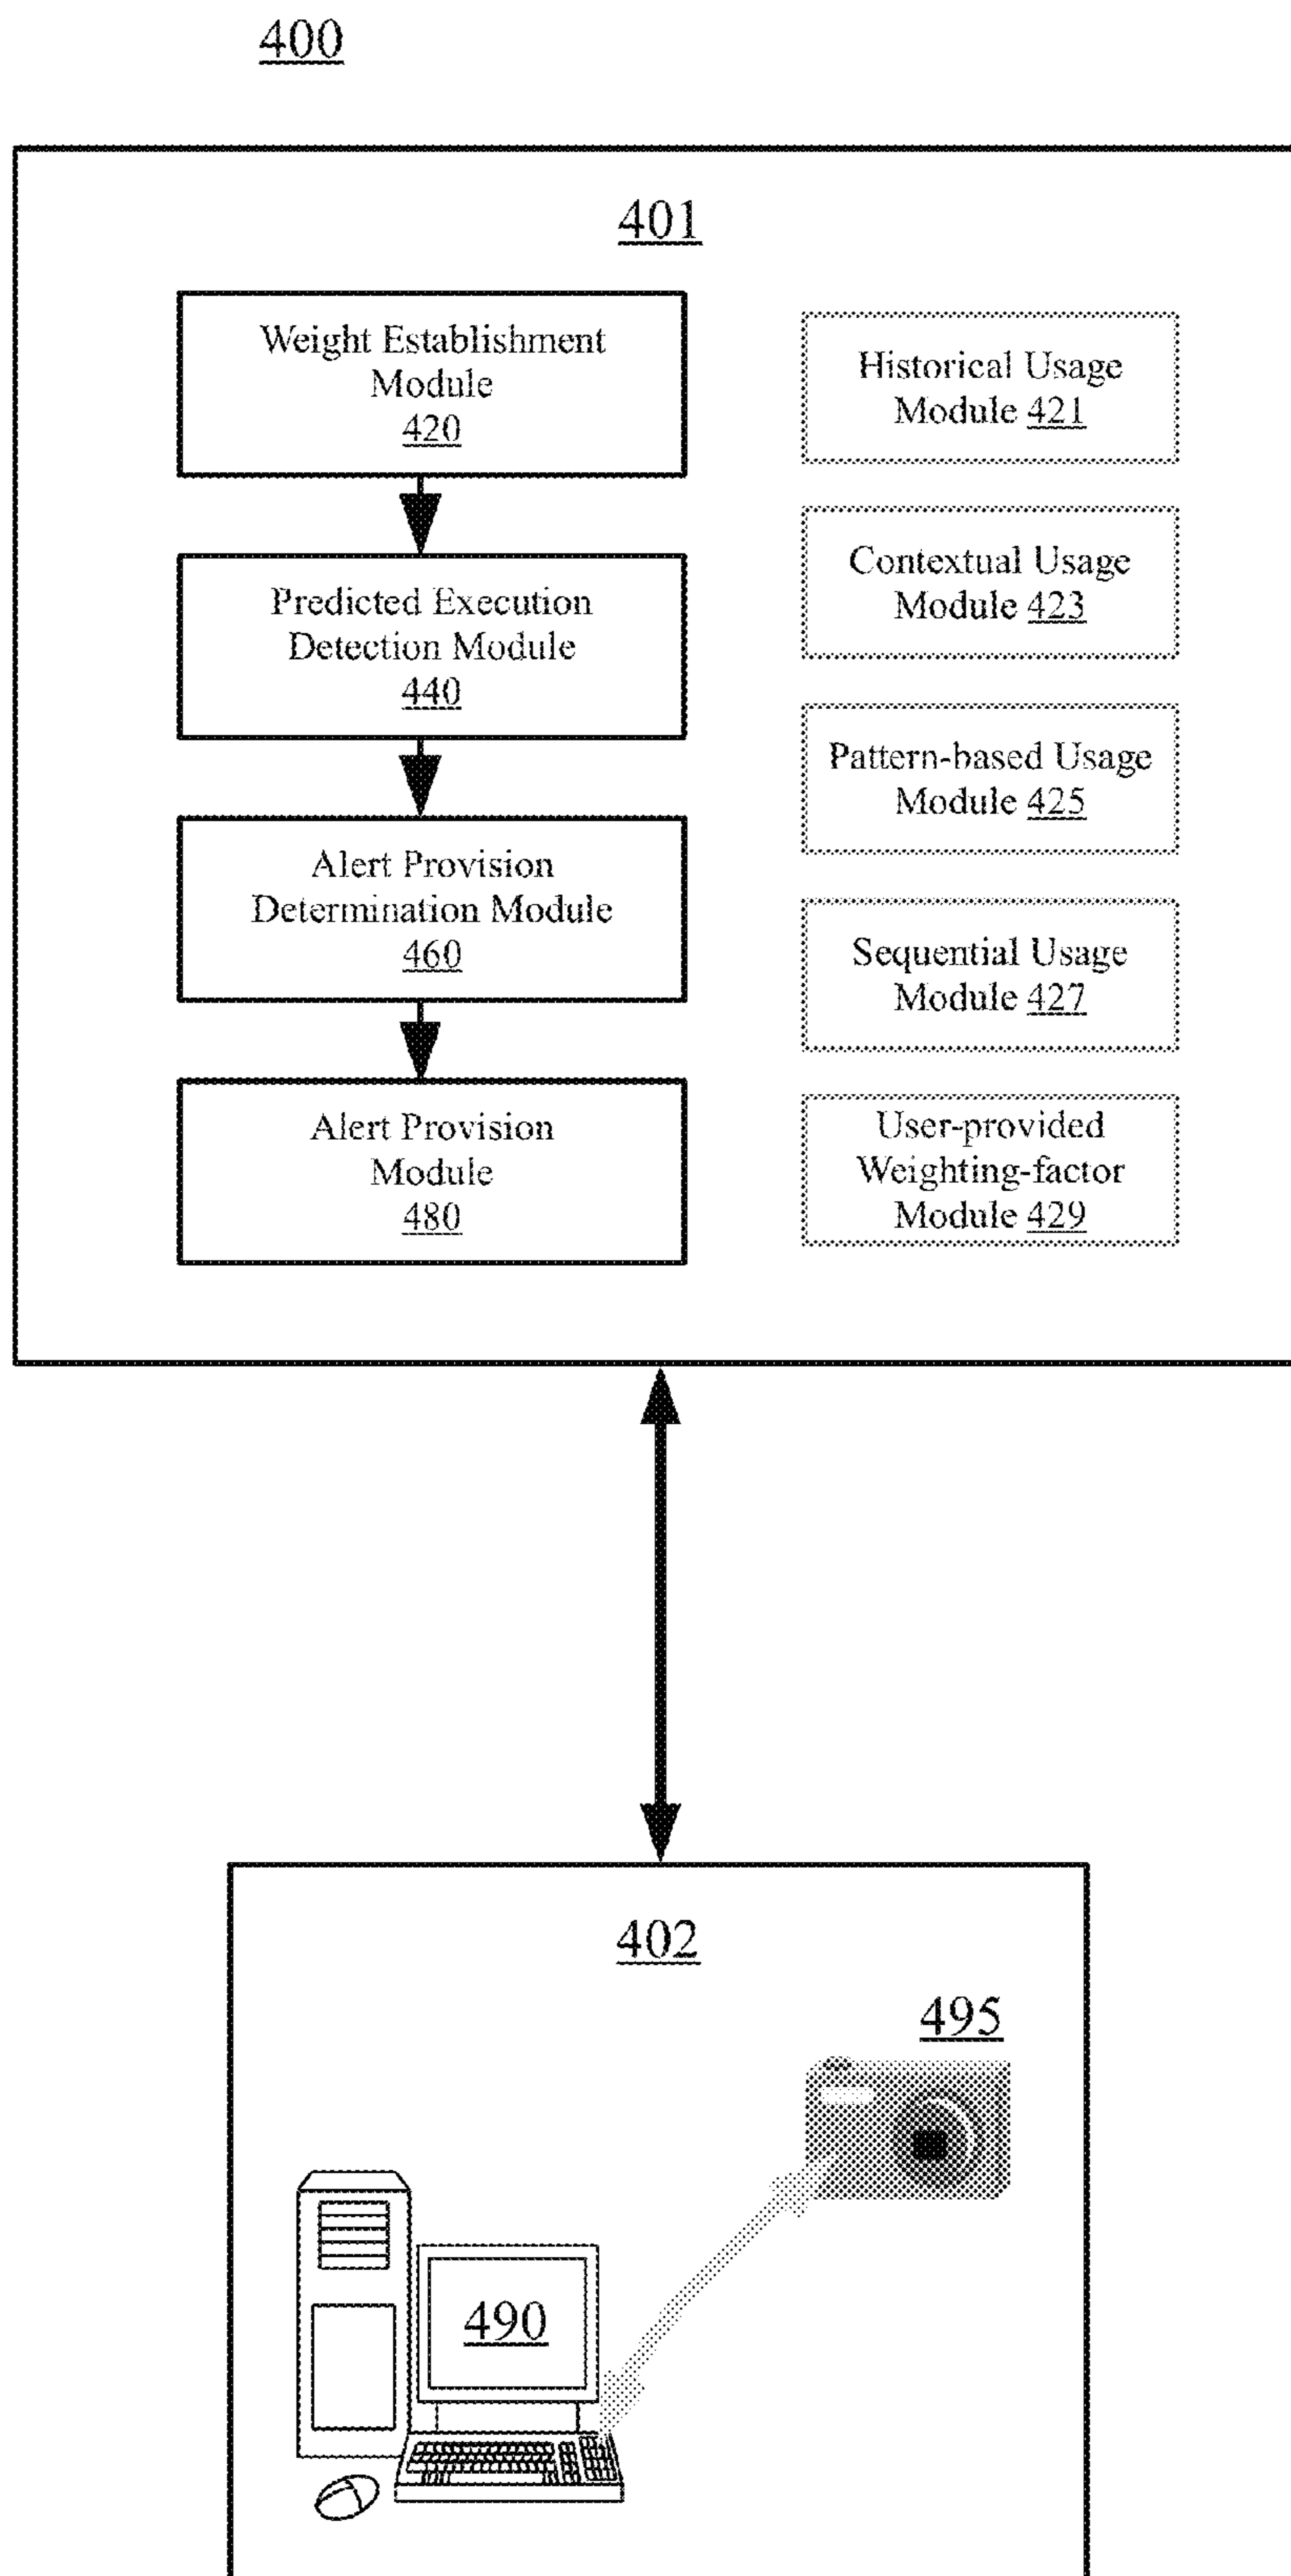 400
401
Weight Establishment
Module
420
Predicted Execution
Detection Module
440
Alert Provision
Determination Module
460
Alert Provision
Module
480
Historical Usage
Module 421
Contextual Usage
Module 423
Pattern-based Usage
Module 425
Sequential Usage
Module 427
User-provided
Weighting-factor
Module 429
402
495
490